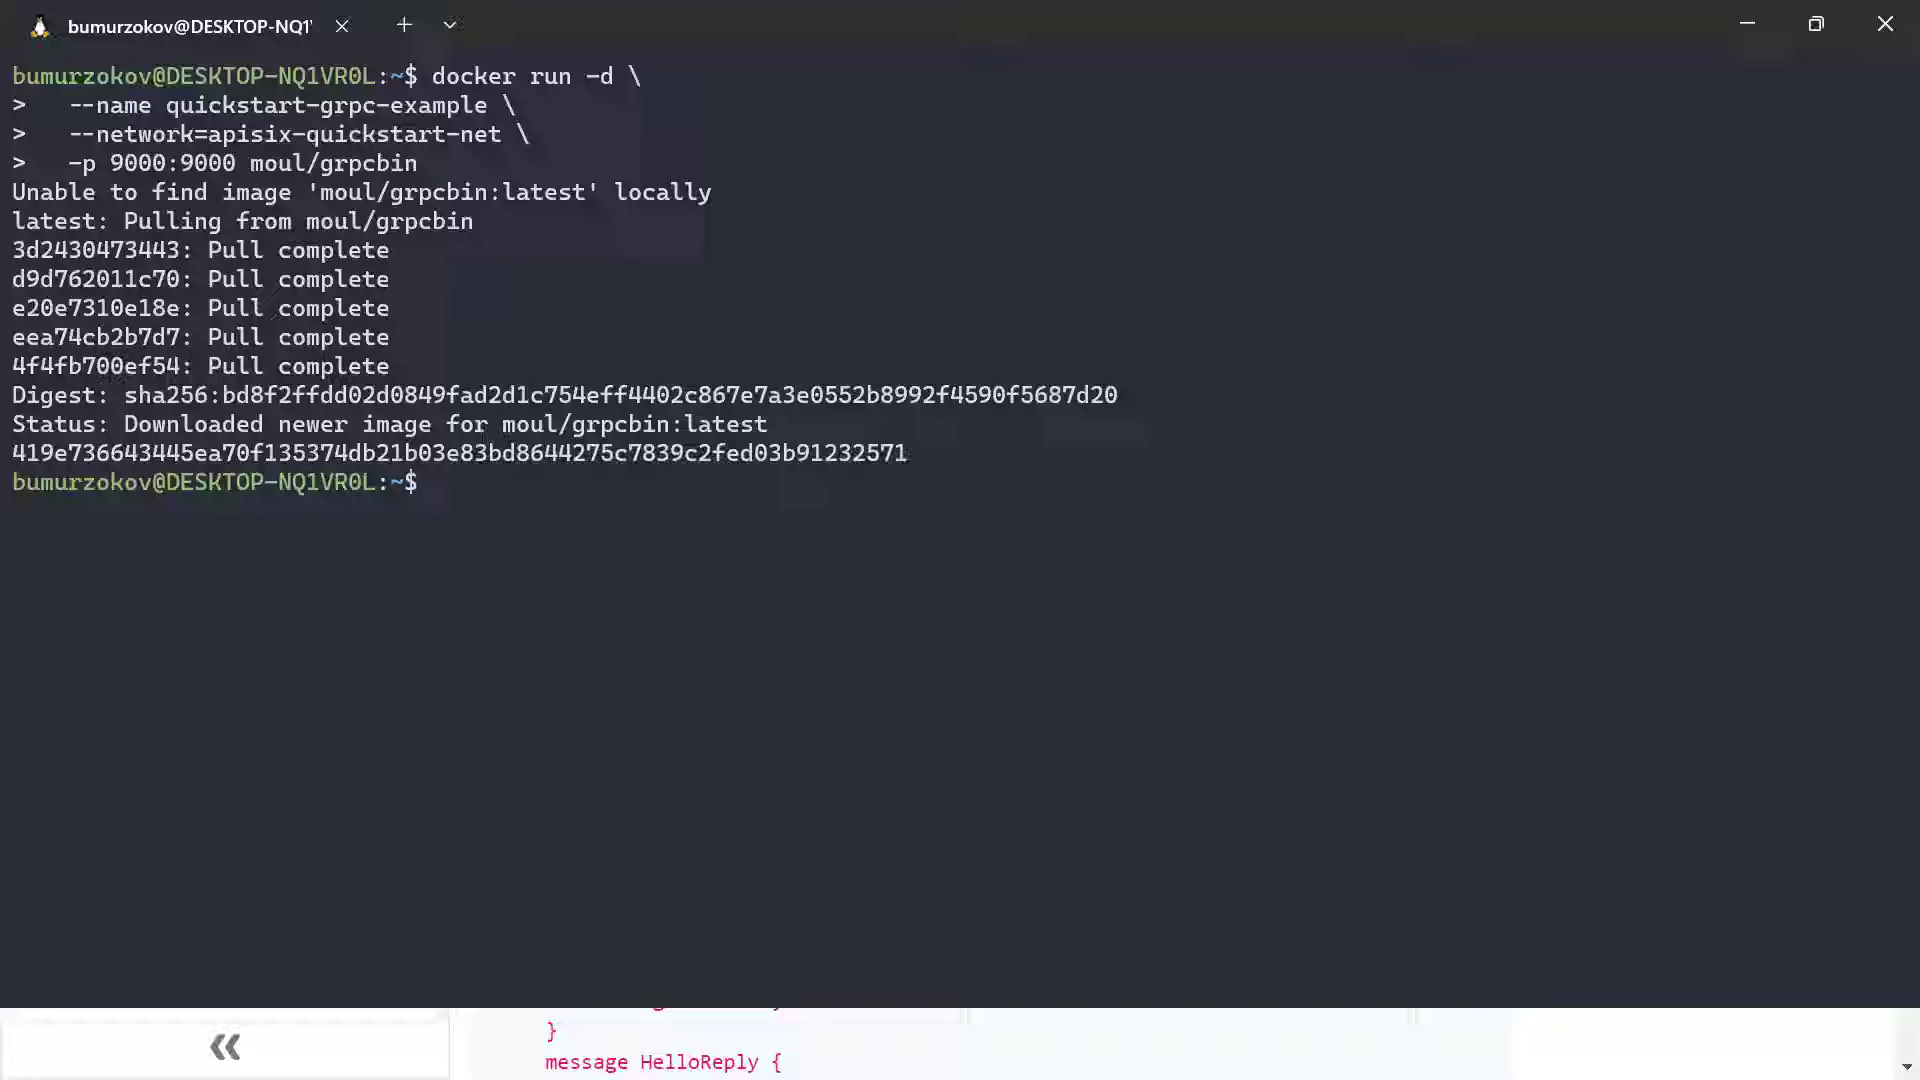 bumurzokov@DESKTOP-NQ1
bumurzokov@DESKTOP-NQ1VR0L:~$ docker run -d \
>   --name quickstart-grpc-example \
>   --network=apisix-quickstart-net \
>   -p 9000:9000 moul/grpcbin
Unable to find image 'moul/grpcbin:latest' locally
latest: Pulling from moul/grpcbin
3d2430473443: Pull complete
d9d762011c70: Pull complete
e20e7310e18e: Pull complete
eea74cb2b7d7: Pull complete
4f4fb700ef54: Pull complete
Digest: sha256:bd8f2ffdd02d0849fad2d1c754eff4402c867e7a3e0552b8992f4590f5687d20
Status: Downloaded newer image for moul/grpcbin:latest
419e736643445ea70f135374db21b03e83bd8644275c7839c2fed03b91232571
bumurzokov@DESKTOP-NQ1VR0L:~$
}
message HelloReply {